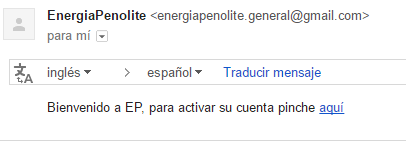 EnergiaPenolite <energiapenolite.general@gmail.com>
para mí
inglés > español Traducir mensaje
Bienvenido a EP, para activar su cuenta pinche aquí